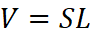 V = SL